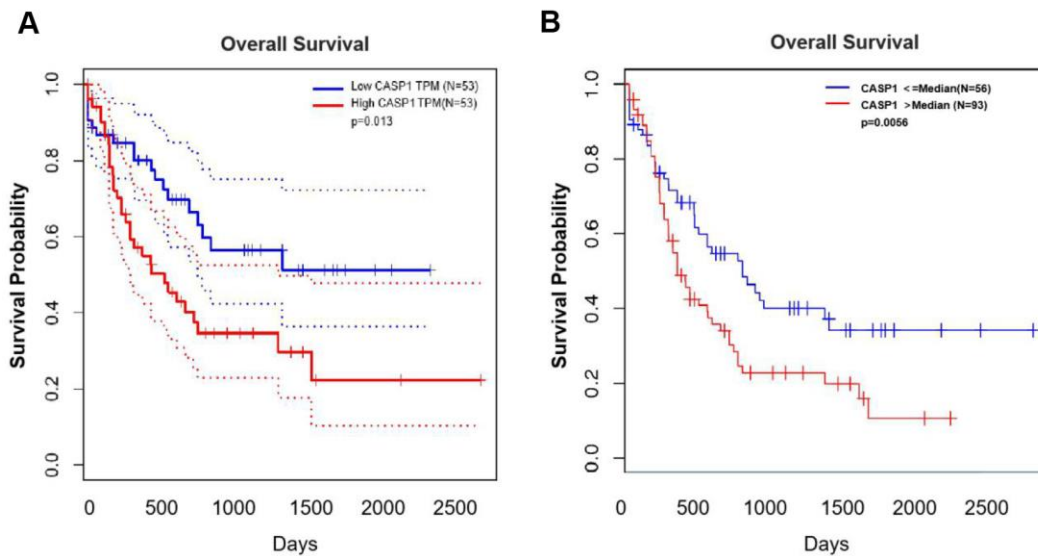 A
Overall Survival
Low CASP1 TPM (N=53)
High CASP1 TPM(N=53)
p=0.013
Survival Probability
1.0
0.8
0.6
0.4
0.2
0.0
0 500 1000 1500 2000 2500
Days
B
Overall Survival
CASP1 <=Median(N=56)
CASP1 >Median (N=93)
p=0.0056
Survival Probability
1.0
0.8
0.6
0.4
0.2
0.0
0 500 1000 1500 2000 2500
Days